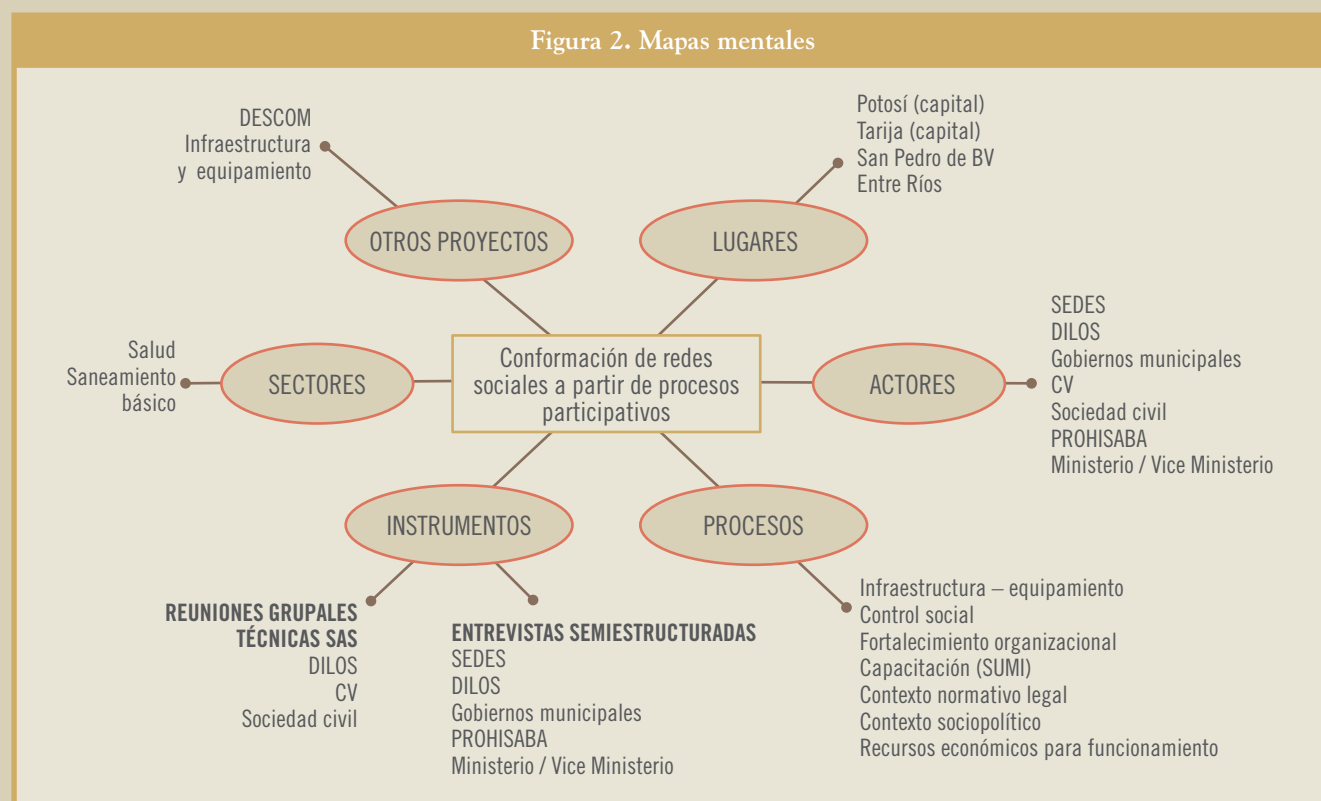 Figura 2. Mapas mentales
DESCOM
Infraestructura
y equipamiento
OTROS PROYECTOS
Potosí (capital)
Tarija (capital)
San Pedro de BV
Entre Ríos
LUGARES
Salud
Saneamiento
básico
SECTORES
Conformación de redes
sociales a partir de procesos
participativos
ACTORES
SEDES
DILOS
Gobiernos municipales
CV
Sociedad civil
PROHISABA
Ministerio / Vice Ministerio
INSTRUMENTOS
REUNIONES GRUPALES
TÉCNICAS SAS
DILOS
CV
Sociedad civil
ENTREVISTAS SEMIESTRUCTURADAS
SEDES
DILOS
Gobiernos municipales
PROHISABA
Ministerio / Vice Ministerio
PROCESOS
Infraestructura – equipamiento
Control social
Fortalecimiento organizacional
Capacitación (SUMI)
Contexto normativo legal
Contexto sociopolítico
Recursos económicos para funcionamiento